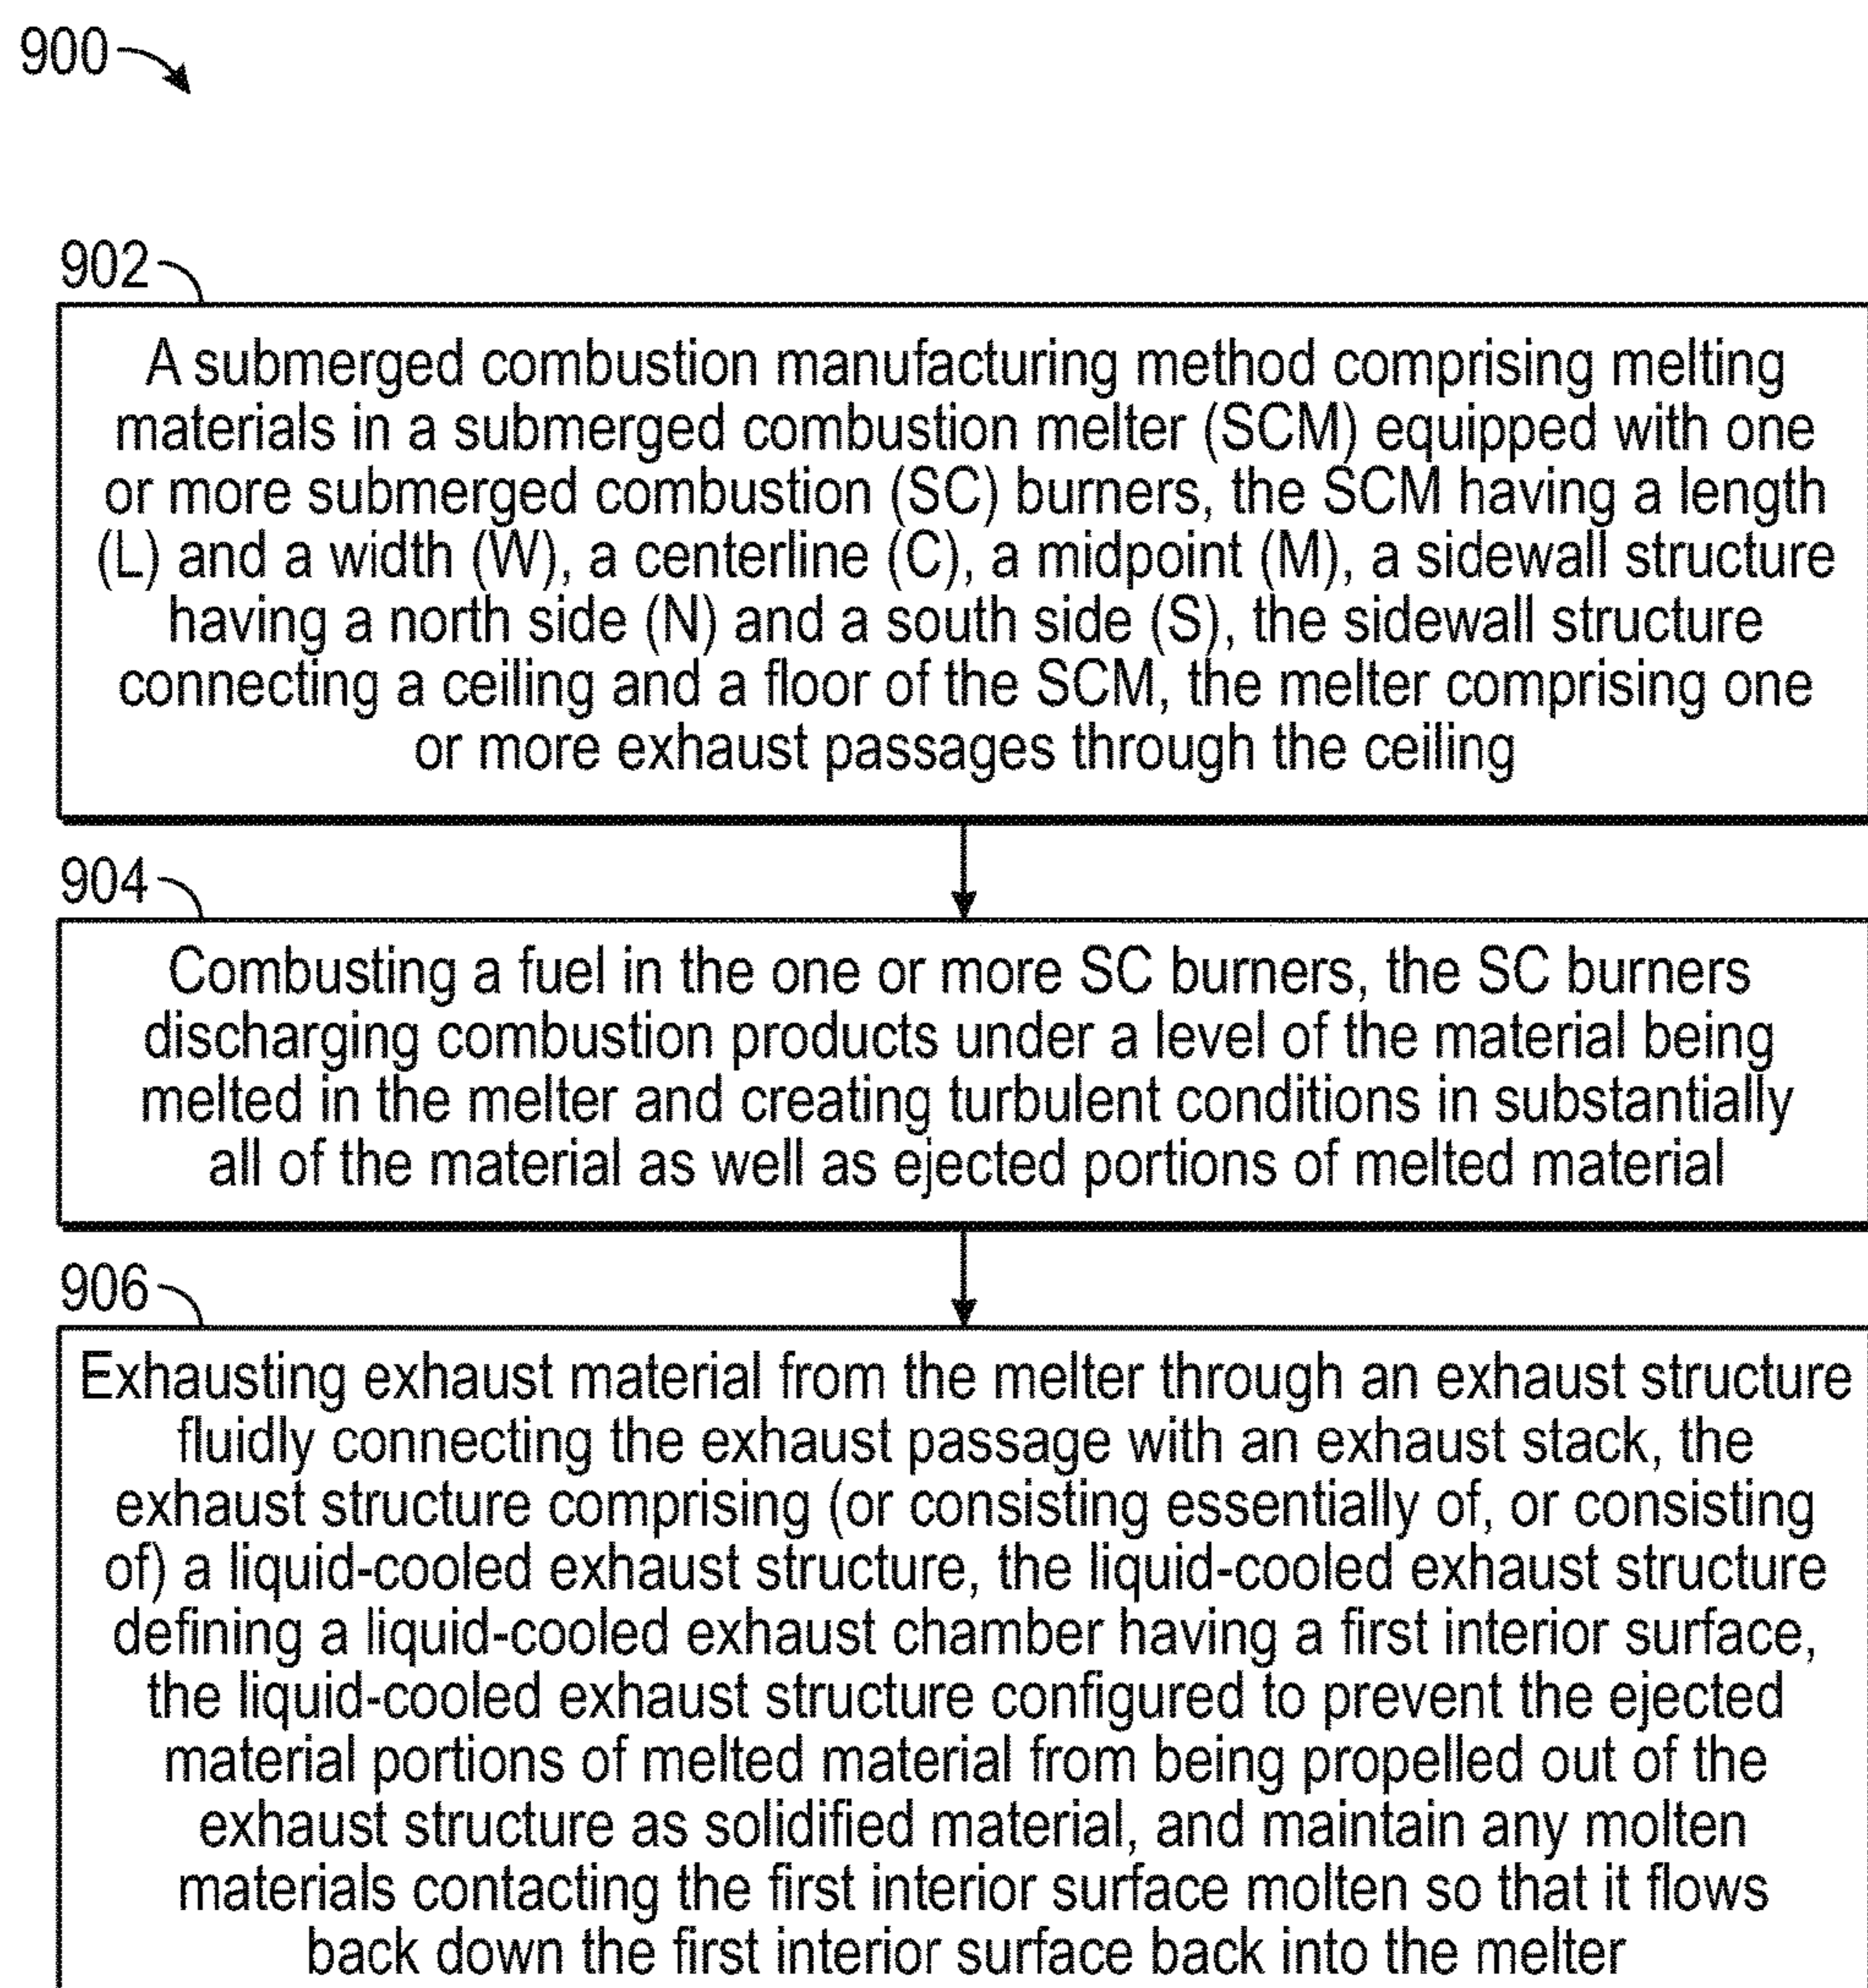 900
902
A submerged combustion manufacturing method comprising melting
materials in a submerged combustion melter (SCM) equipped with one
or more submerged combustion (SC) burners, the SCM having a length
(L) and a width (W), a centerline (C), a midpoint (M), a sidewall structure
having a north side (N) and a south side (S), the sidewall structure
connecting a ceiling and a floor of the SCM, the melter comprising one
or more exhaust passages through the ceiling
904
Combusting a fuel in the one or more SC burners, the SC burners
discharging combustion products under a level of the material being
melted in the melter and creating turbulent conditions in substantially
all of the material as well as ejected portions of melted material
906
Exhausting exhaust material from the melter through an exhaust structure
fluidly connecting the exhaust passage with an exhaust stack, the
exhaust structure comprising (or consisting essentially of, or consisting
of) a liquid-cooled exhaust structure, the liquid-cooled exhaust structure
defining a liquid-cooled exhaust chamber having a first interior surface,
the liquid-cooled exhaust structure configured to prevent the ejected
material portions of melted material from being propelled out of the
exhaust structure as solidified material, and maintain any molten
materials contacting the first interior surface molten so that it flows
back down the first interior surface back into the melter